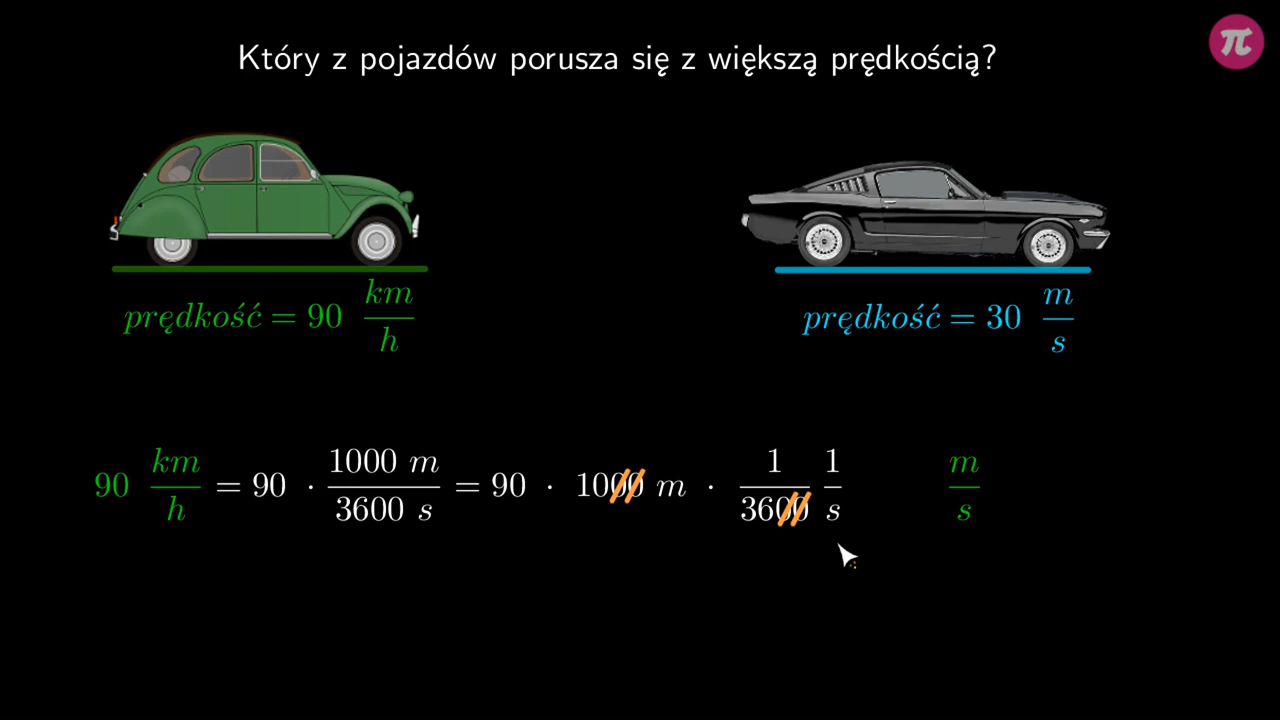 Który z pojazdów porusza się z większą prędkością?
prędkość = 90 km/h
prędkość = 30 m/s
90 km/h = 90 · 1000 m/3600 s = 90 · 1000 m · 1/3600 1/s m/s
π